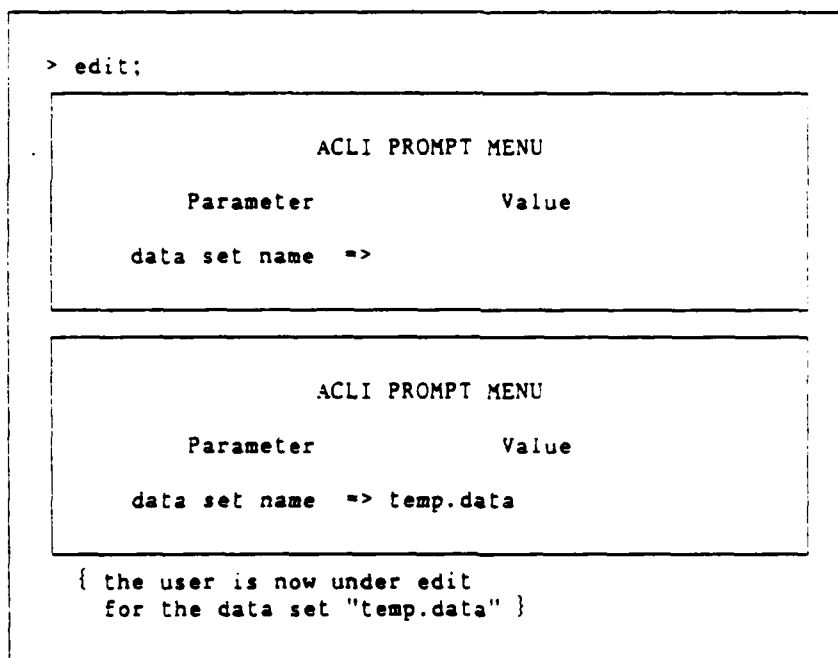 > edit;
ACLI PROMPT MENU
Parameter Value
data set name =>
ACLI PROMPT MENU
Parameter Value
data set name => temp.data
{ the user is now under edit
for the data set "temp.data" }